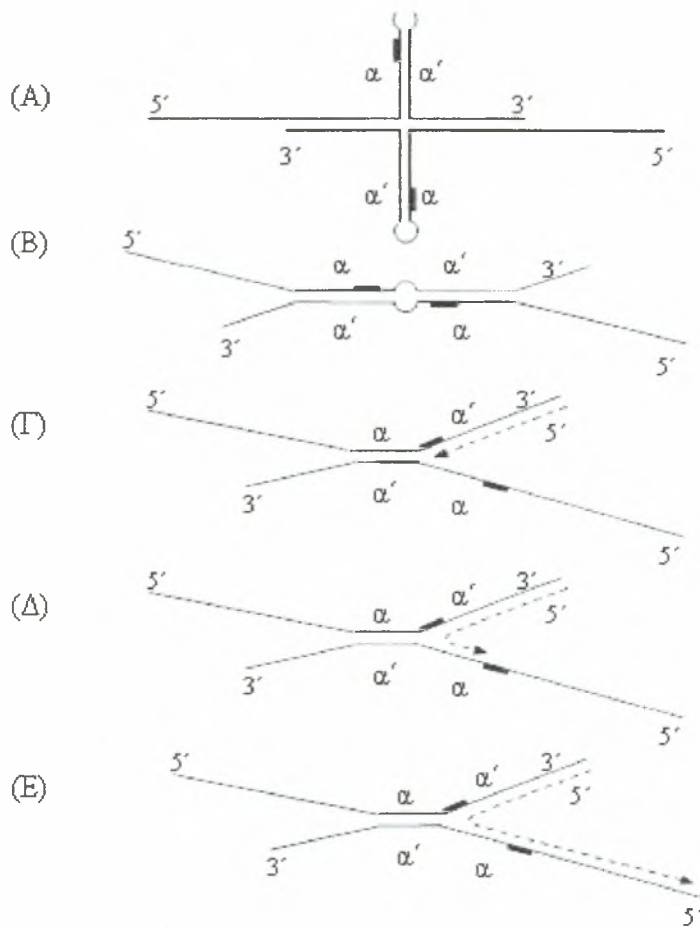 (Α)
α α′
5′ 3′
3′ 5′
α′ α
(Β)
5′ α α′ 3′
3′ α′ α 5′
(Γ)
5′ α α′ 3′
5′
3′ α′ α 5′
(Δ)
5′ α α′ 3′
5′
3′ α′ α 5′
(Ε)
5′ α α′ 3′
5′
3′ α′ α 5′